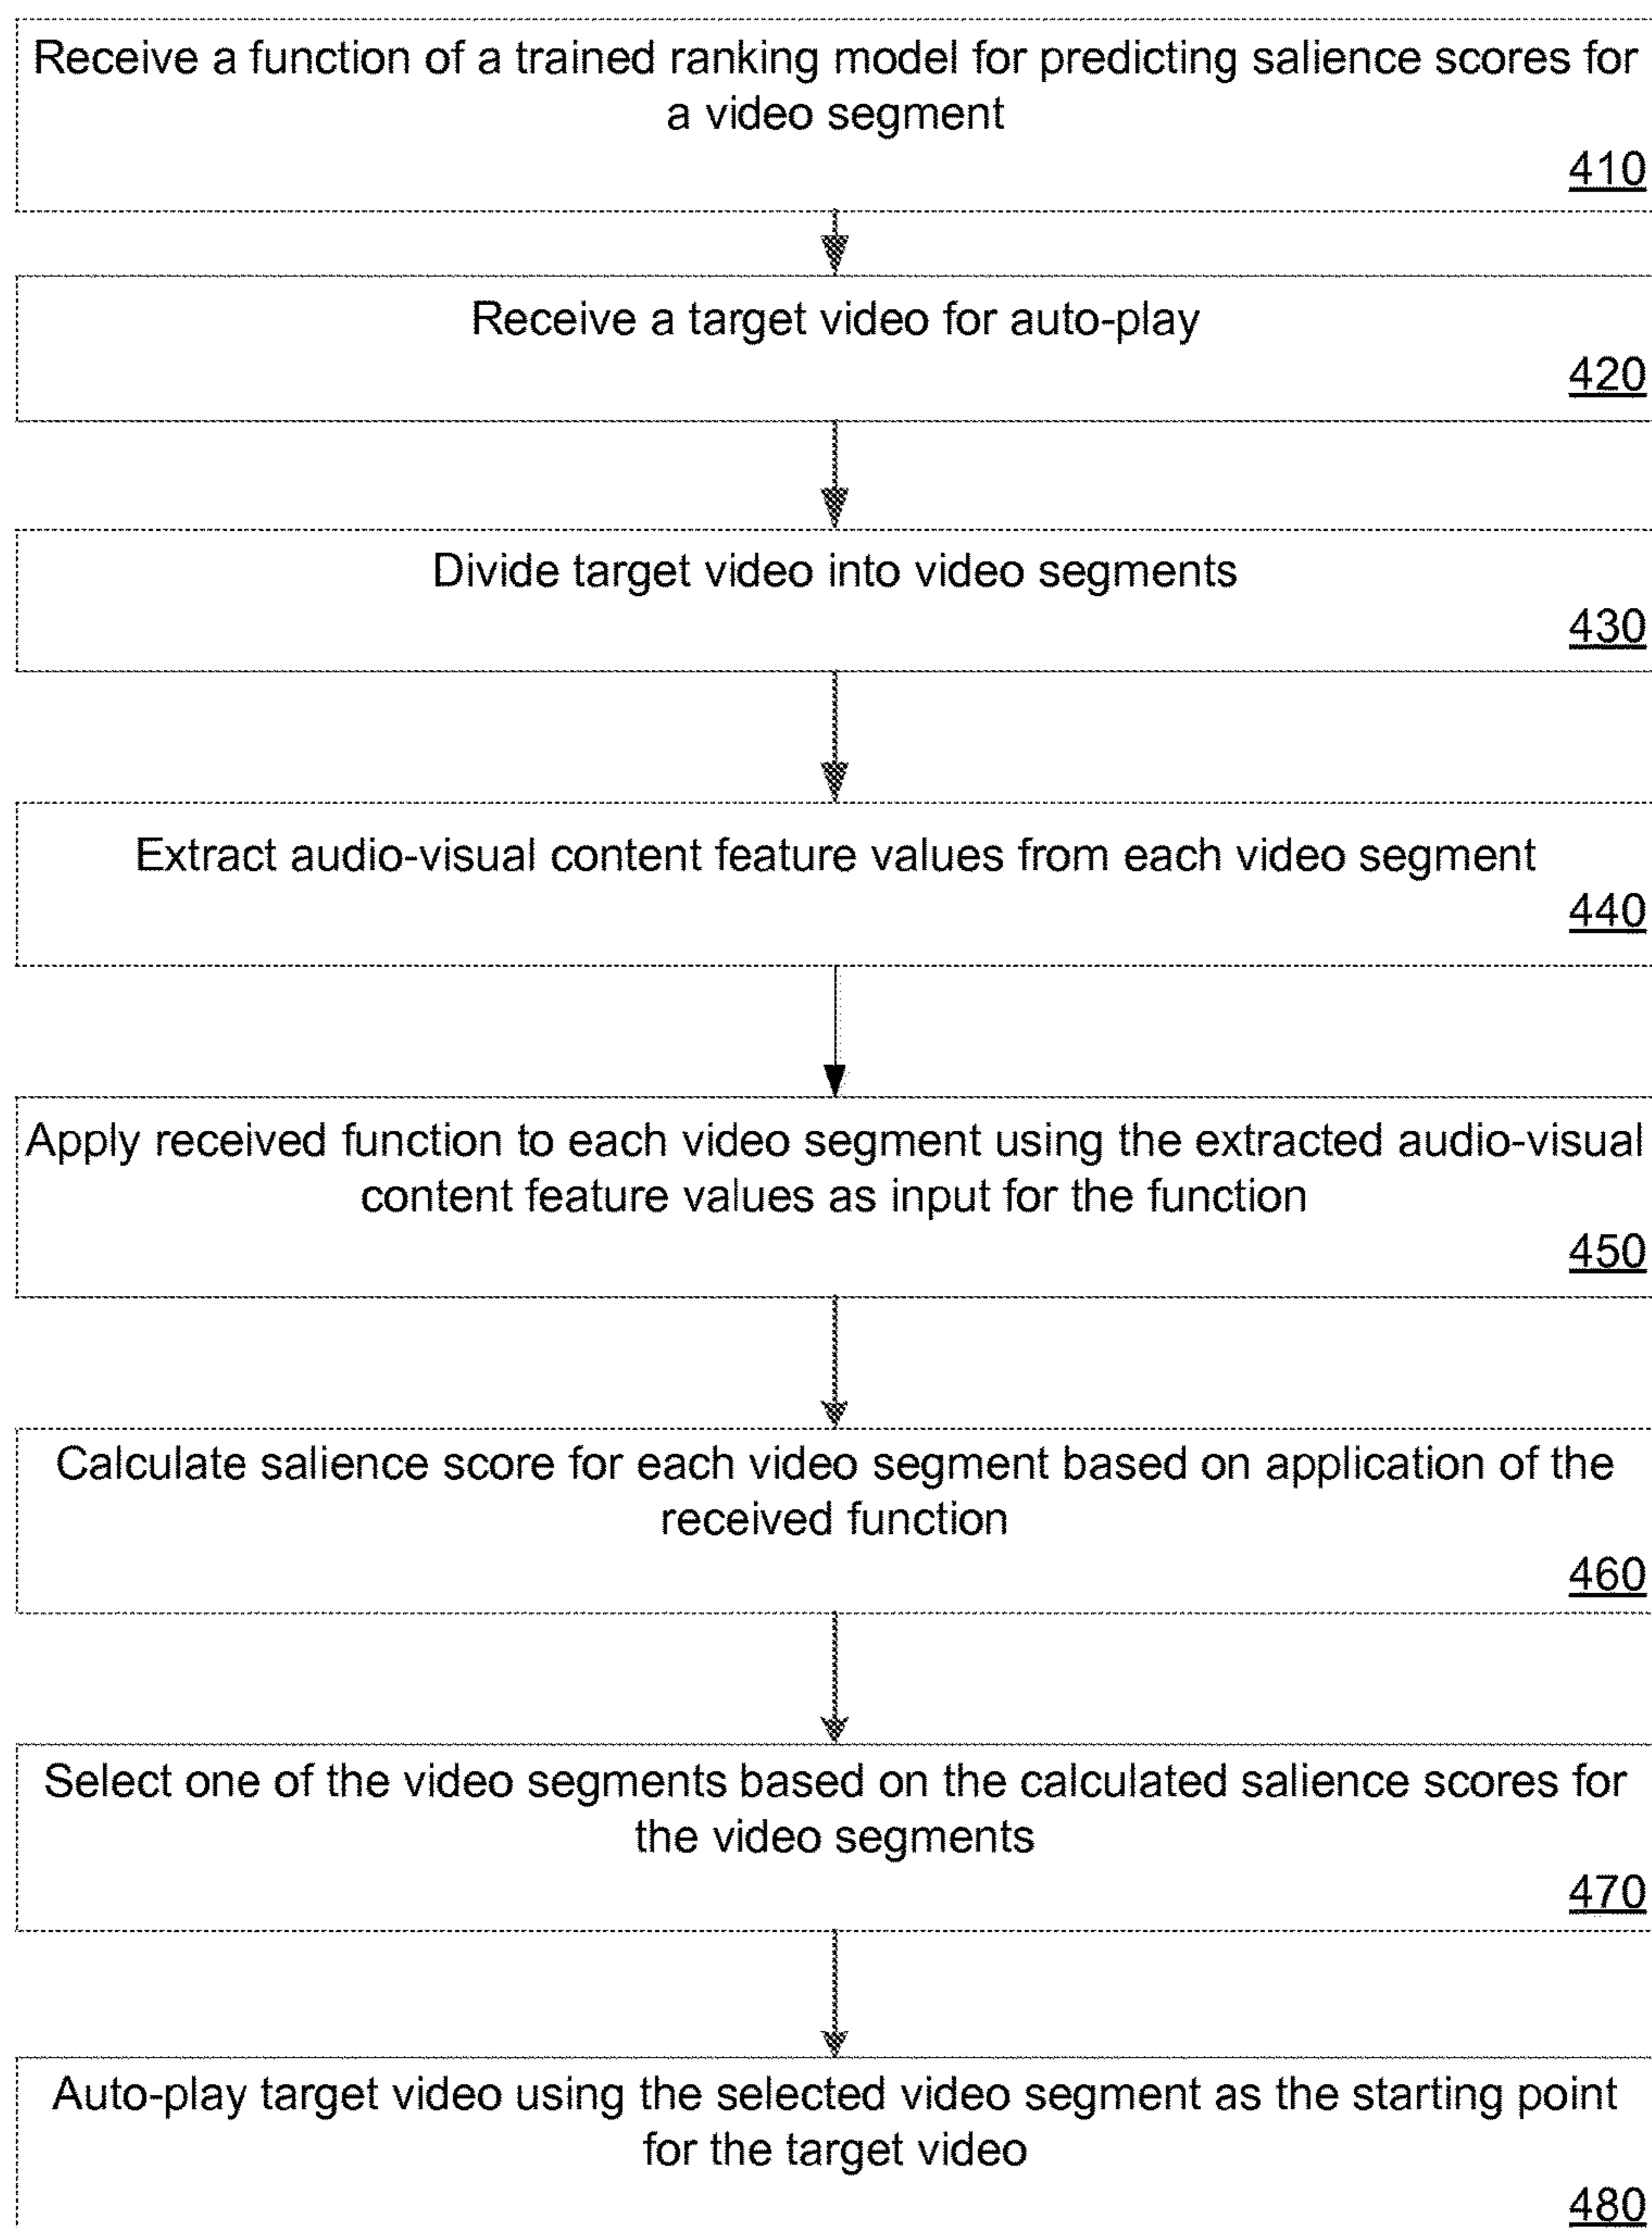 Receive a function of a trained ranking model for predicting salience scores for
a video segment
410
Receive a target video for auto-play
420
Divide target video into video segments
430
Extract audio-visual content feature values from each video segment
440
Apply received function to each video segment using the extracted audio-visual
content feature values as input for the function
450
Calculate salience score for each video segment based on application of the
received function
460
Select one of the video segments based on the calculated salience scores for
the video segments
470
Auto-play target video using the selected video segment as the starting point
for the target video
480